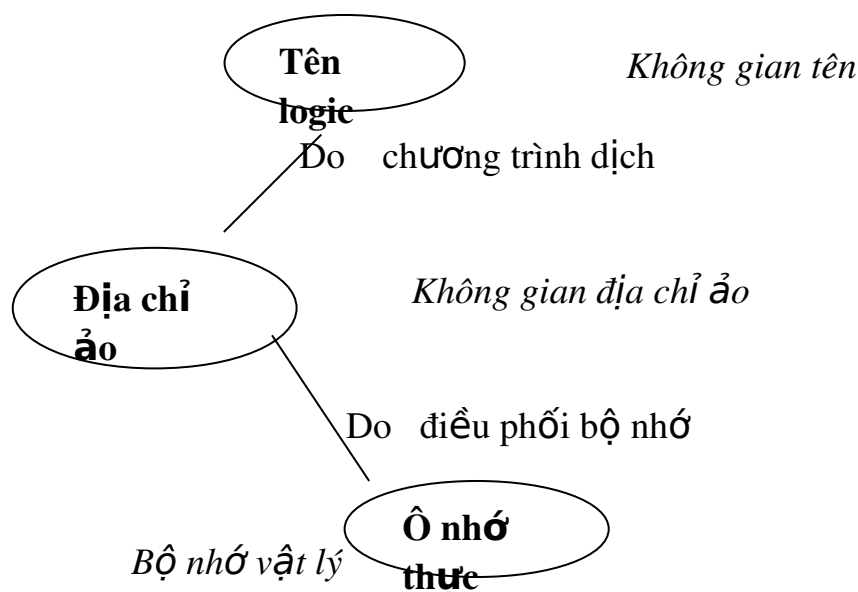 Tên
logic
Không gian tên
Do chương trình dịch
Địa chỉ
ảo
Không gian địa chỉ ảo
Do điều phối bộ nhớ
Ô nhớ
thưc
Bộ nhớ vật lý